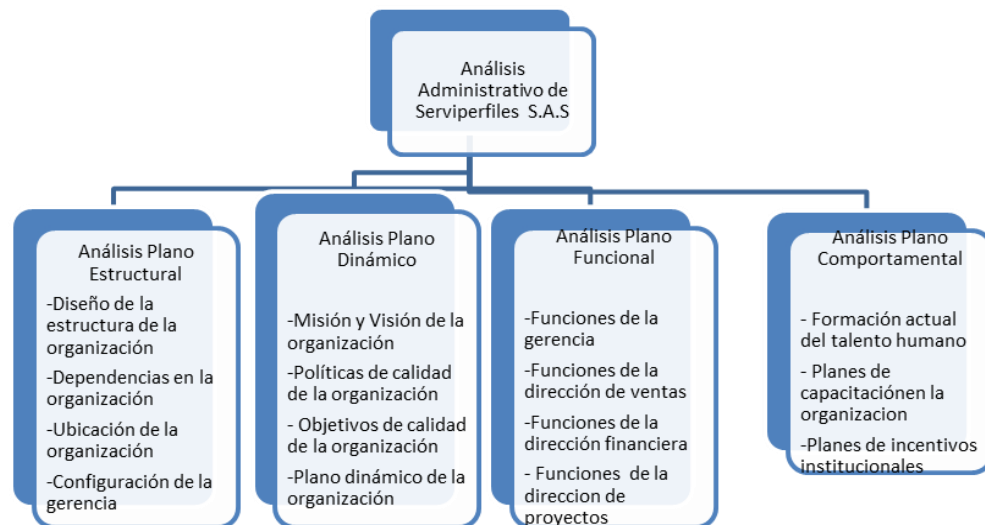 Análisis
Administrativo de
Serviperfiles  S.A.S
Análisis Plano
Estructural
-Diseño de la
estructura de la
organización
-Dependencias en la
organización
-Ubicación de la
organización
-Configuración de la
gerencia
Análisis Plano
Dinámico
-Misión y Visión de la
organización
-Políticas de calidad
de la organización
- Objetivos de calidad
de la organización
-Plano dinámico de la
organización
Análisis Plano
Funcional
-Funciones de la
gerencia
-Funciones de la
dirección de ventas
-Funciones de la
dirección financiera
- Funciones  de la
direccion de
proyectos
Análisis Plano
Comportamental
- Formación actual
del talento humano
- Planes de
capacitaciónen la
organizacion
-Planes de incentivos
institucionales